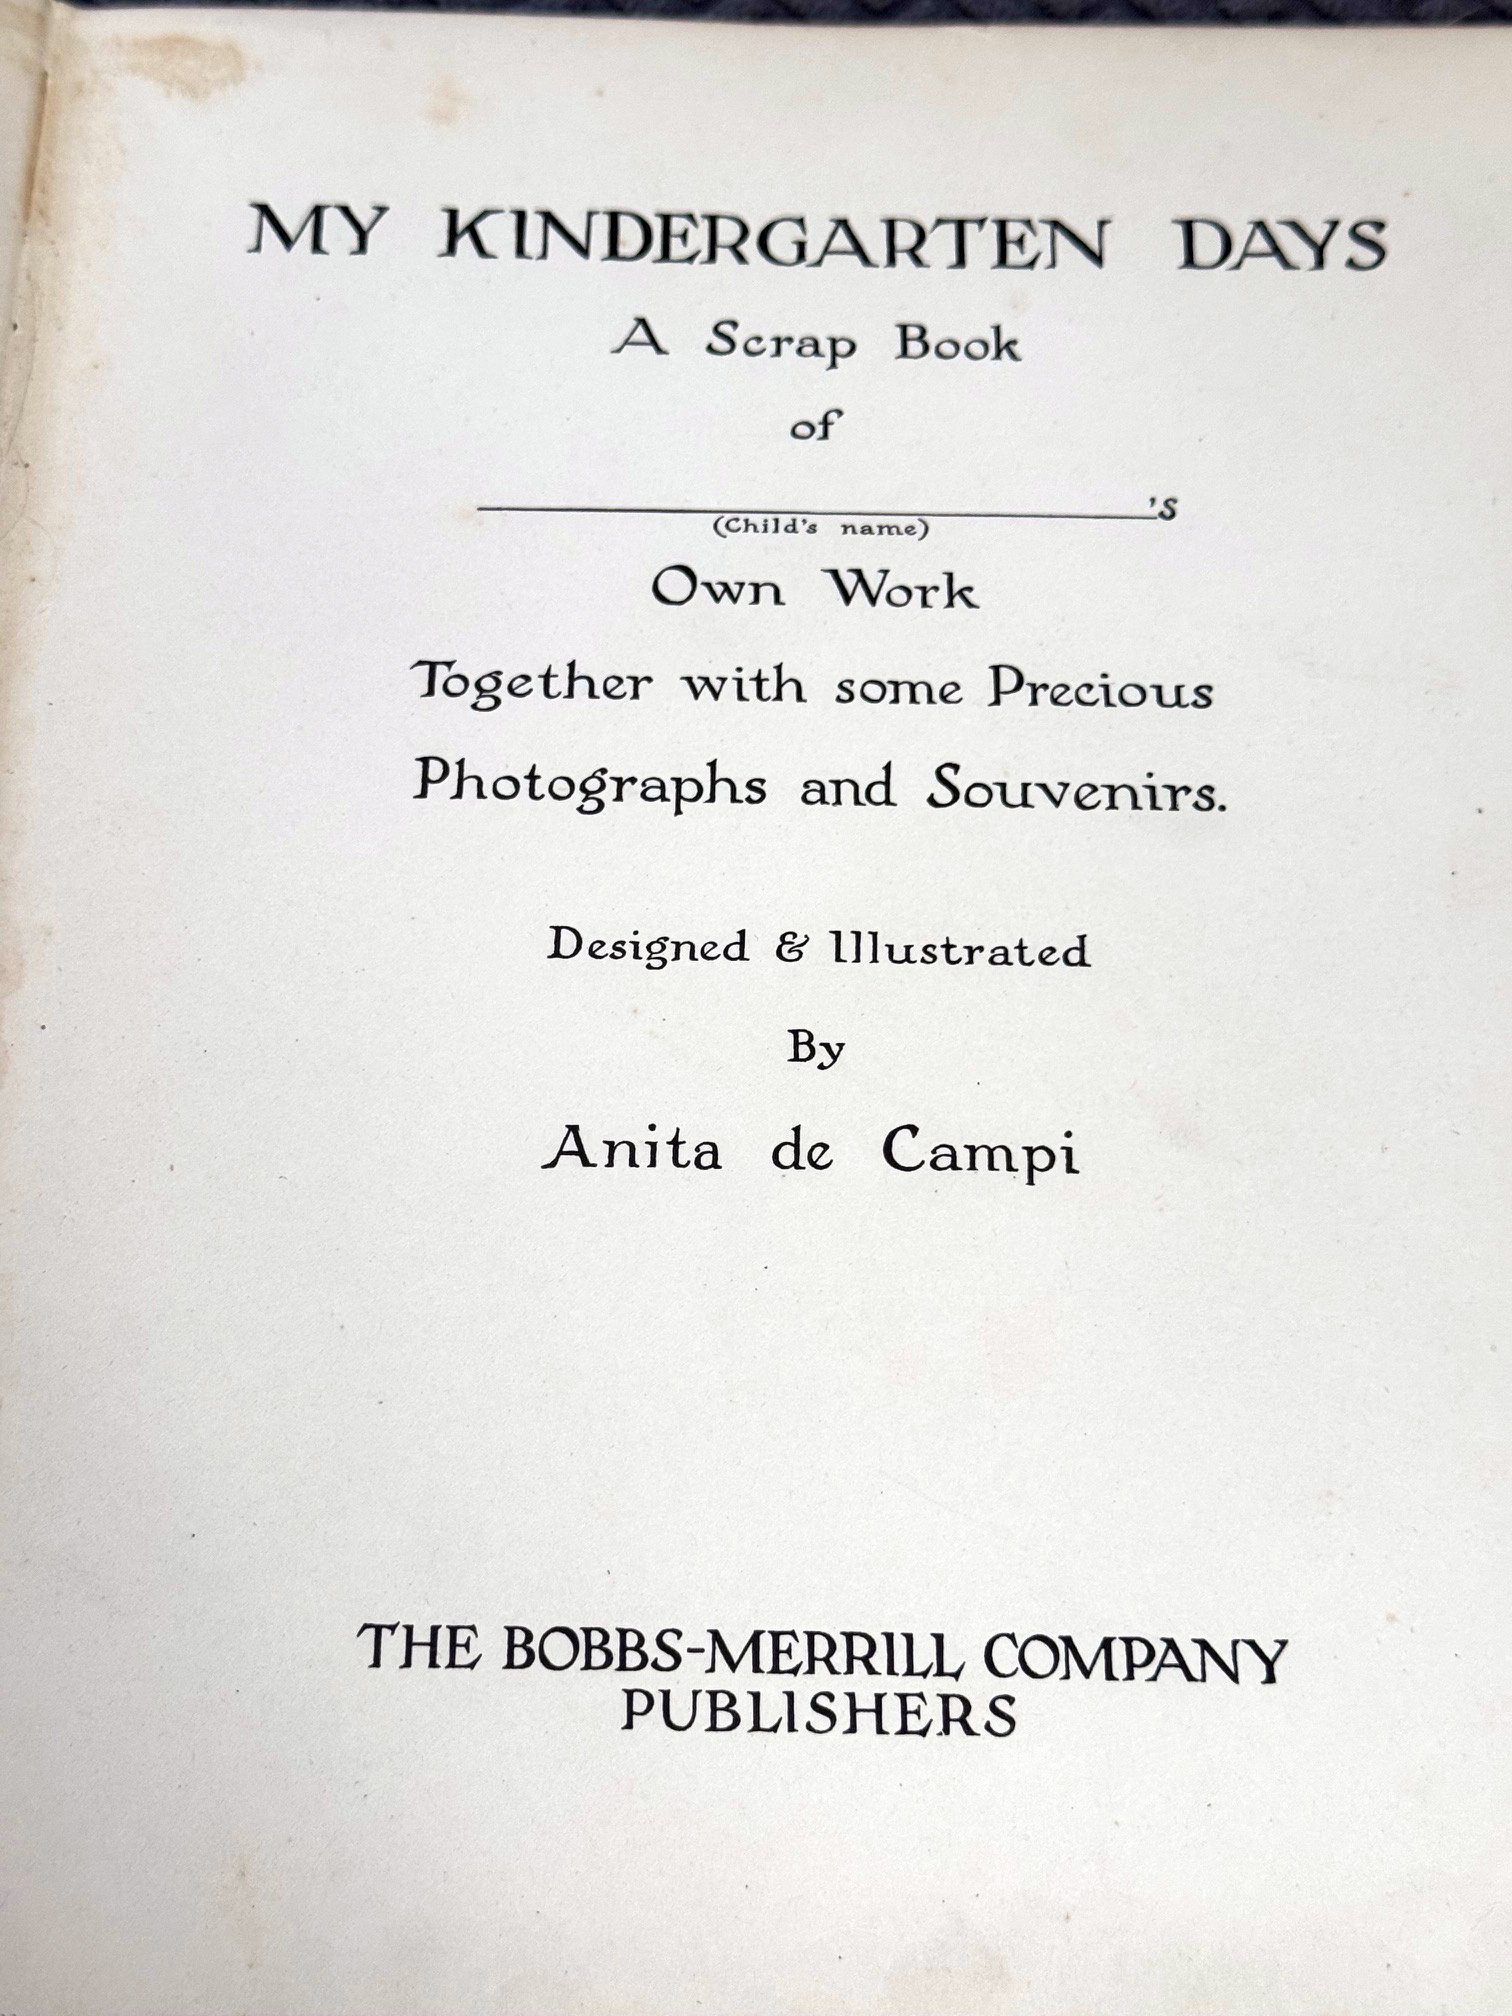 MY KINDERGARTEN DAYS
A Scrap Book
of
's
(Child's name)
Own Work
Together with some Precious
Photographs and Souvenirs.
Designed & Illustrated
By
Anita de Campi
THE BOBBS-MERRILL COMPANY
PUBLISHERS